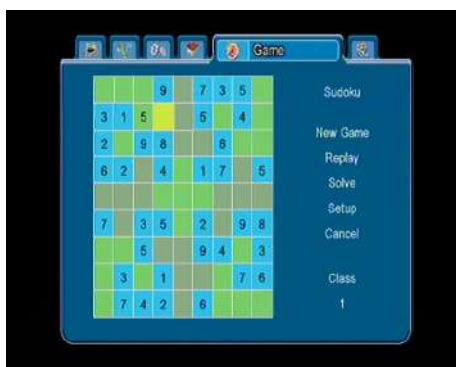 Game
9 7 3 5
3 1 5 5 4
2 9 8 6
6 2 4 1 7 5
7 3 5 2 9 8
5 9 4 3
3 1 7 6
7 4 2 6
Sudoku
New Game
Replay
Solve
Setup
Cancel
Class
1